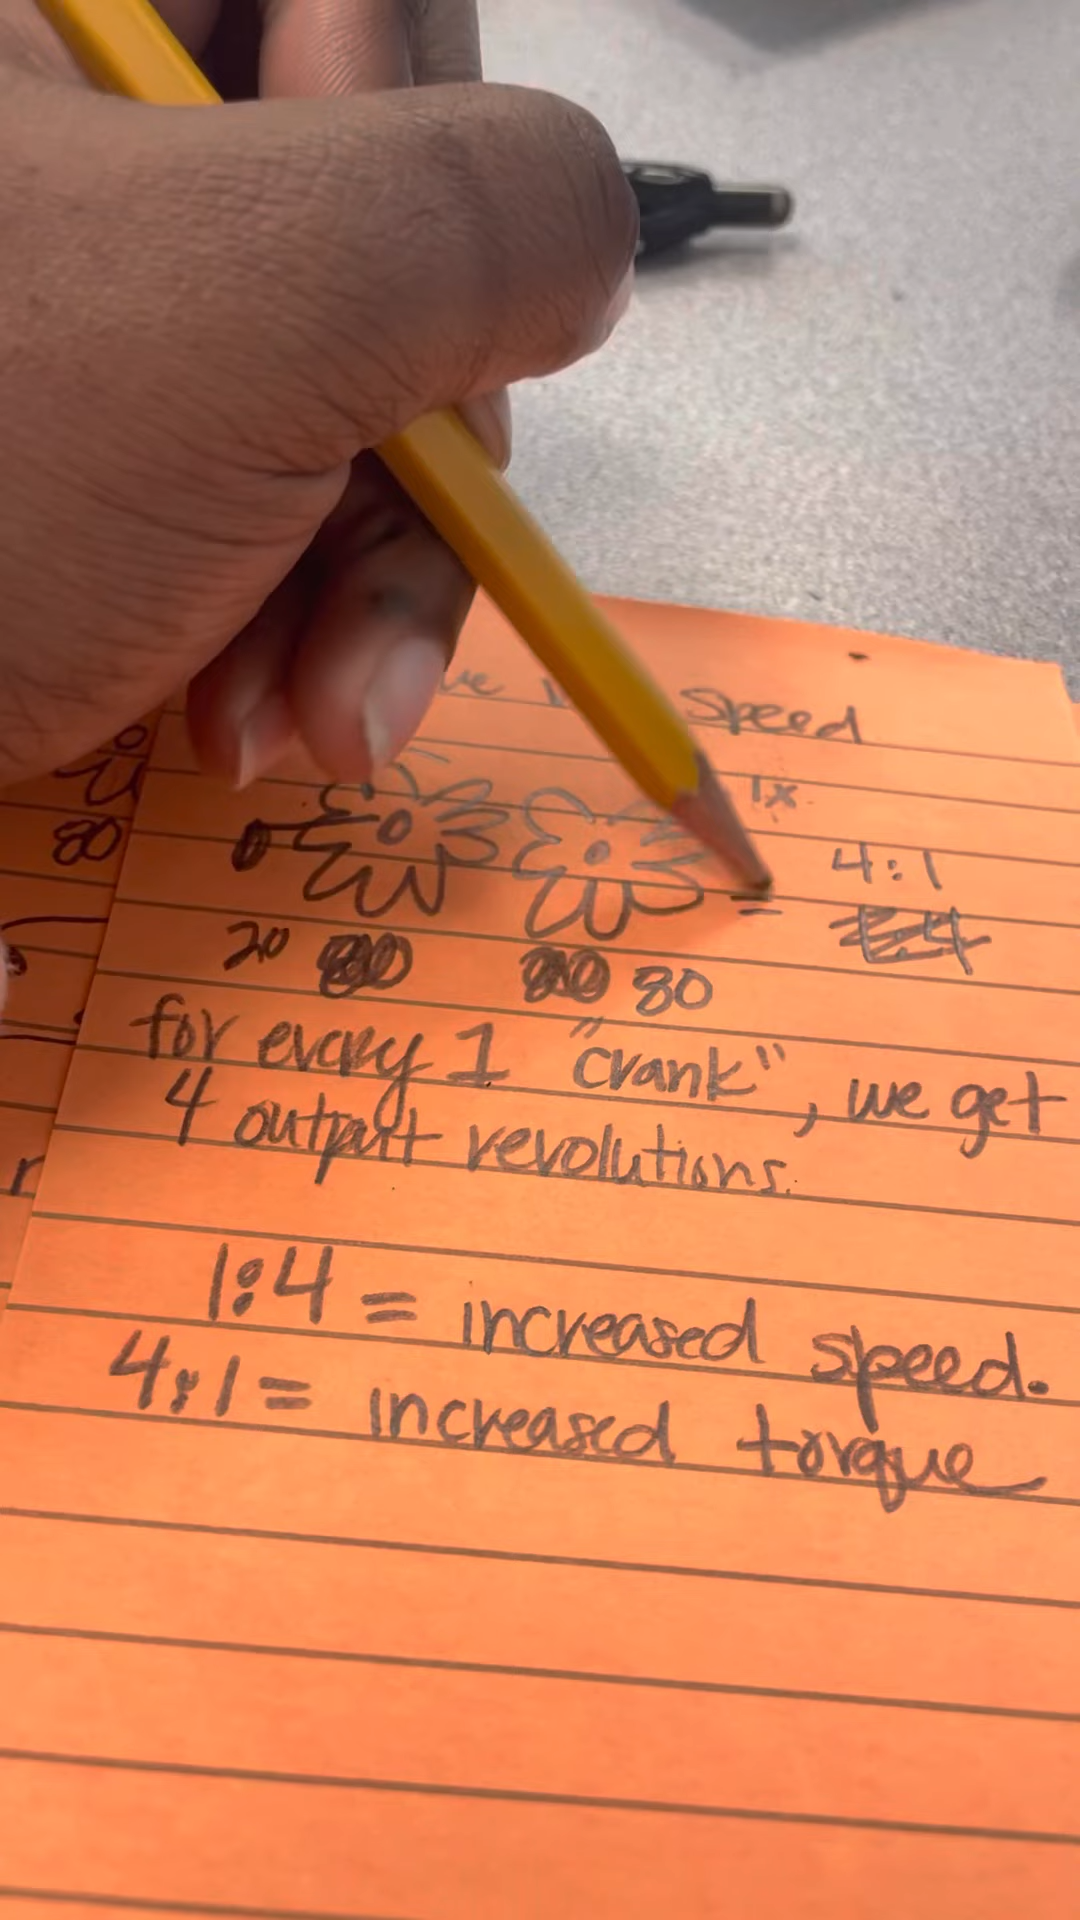 Speed
80
1x
4:1
20 80
for every 1 "crank", we get
4 output revolutions.
1:4 = increased speed.
4:1 = increased torque